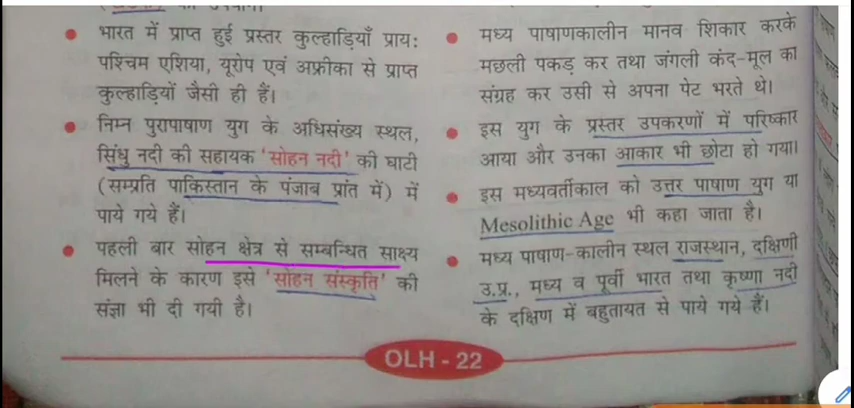 भारत में प्राप्त हुई प्रस्तर कुल्हाड़ियाँ प्राय:
पश्चिम एशिया, यूरोप एवं अफ्रीका से प्राप्त
कुल्हाड़ियों जैसी ही हैं।
निम्न पुरापाषाण युग के अधिसंख्य स्थल,
सिंधु नदी की सहायक 'सोहन नदी' की घाटी
(सम्प्रति पाकिस्तान के पंजाब प्रांत में) में
पाये गये हैं।
पहली बार सोहन क्षेत्र से सम्बन्धित साक्ष्य
मिलने के कारण इसे 'सोहन संस्कृति' की
संज्ञा भी दी गयी है।
मध्य पाषाणकालीन मानव शिकार करके
मछली पकड़ कर तथा जंगली कंद-मूल का
संग्रह कर उसी से अपना पेट भरते थे।
इस युग के प्रस्तर उपकरणों में परिष्कार
आया और उनका आकार भी छोटा हो गया।
इस मध्यवर्तीकाल को उत्तर पाषाण युग या
Mesolithic Age भी कहा जाता है।
मध्य पाषाण-कालीन स्थल राजस्थान, दक्षिणी
उ.प्र., मध्य व पूर्वी भारत तथा कृष्णा नदी
के दक्षिण में बहुतायत से पाये गये हैं।
OLH - 22